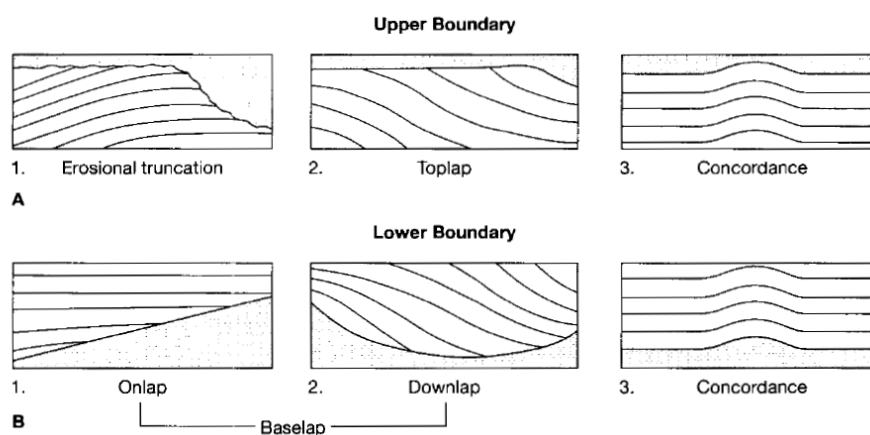 Upper Boundary
1. Erosional truncation
2. Toplap
3. Concordance
A
Lower Boundary
1. Onlap
2. Downlap
3. Concordance
B
Baselap